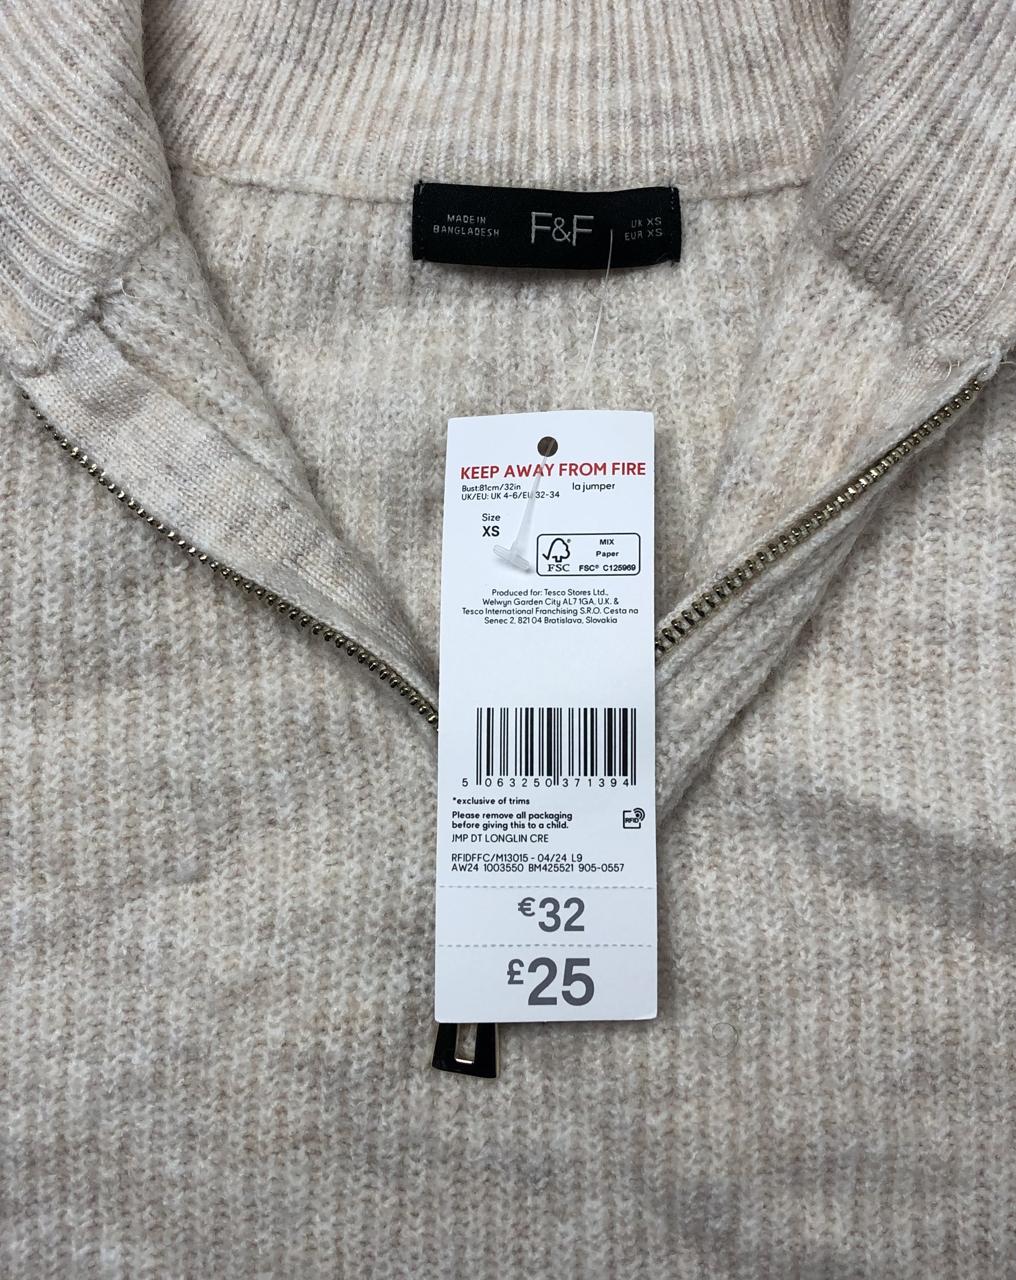 MADE IN
BANGLADESH
F&F
UK XS
EUR XS
KEEP AWAY FROM FIRE
Bust:81cm/32in la jumper
UK/EU: UK 4-6/EU 32-34
Size
XS
FSC
MIX
Paper
FSC® C125969
Produced for: Tesco Stores Ltd.,
Welwyn Garden City AL7 1GA, U.K. &
Tesco International Franchising S.R.O. Cesta na
Senec 2, 821 04 Bratislava, Slovakia
5 063250 371394
*exclusive of trims
Please remove all packaging
before giving this to a child.
RFID
JMP DT LONGLIN CRE
RFIDFFC/M13015 - 04/24 L9
AW24 1003550 BM425521 905-0557
€32
£25